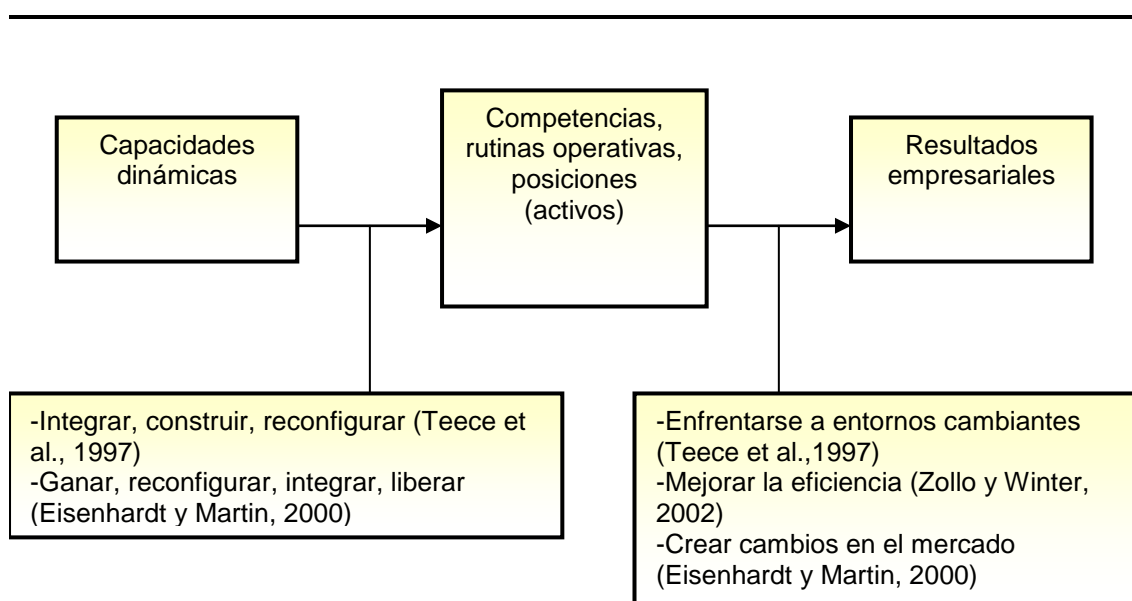 Capacidades
dinámicas
Competencias,
rutinas operativas,
posiciones
(activos)
Resultados
empresariales
-Integrar, construir, reconfigurar (Teece et
al., 1997)
-Ganar, reconfigurar, integrar, liberar
(Eisenhardt y Martin, 2000)
-Enfrentarse a entornos cambiantes
(Teece et al.,1997)
-Mejorar la eficiencia (Zollo y Winter,
2002)
-Crear cambios en el mercado
(Eisenhardt y Martin, 2000)